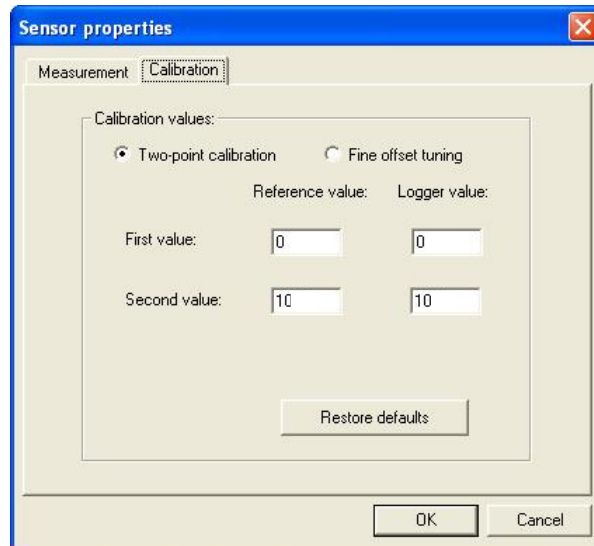 Sensor properties
Measurement Calibration
Calibration values:
Two-point calibration Fine offset tuning
Reference value: Logger value:
First value: 0 0
Second value: 10 10
Restore defaults
OK Cancel